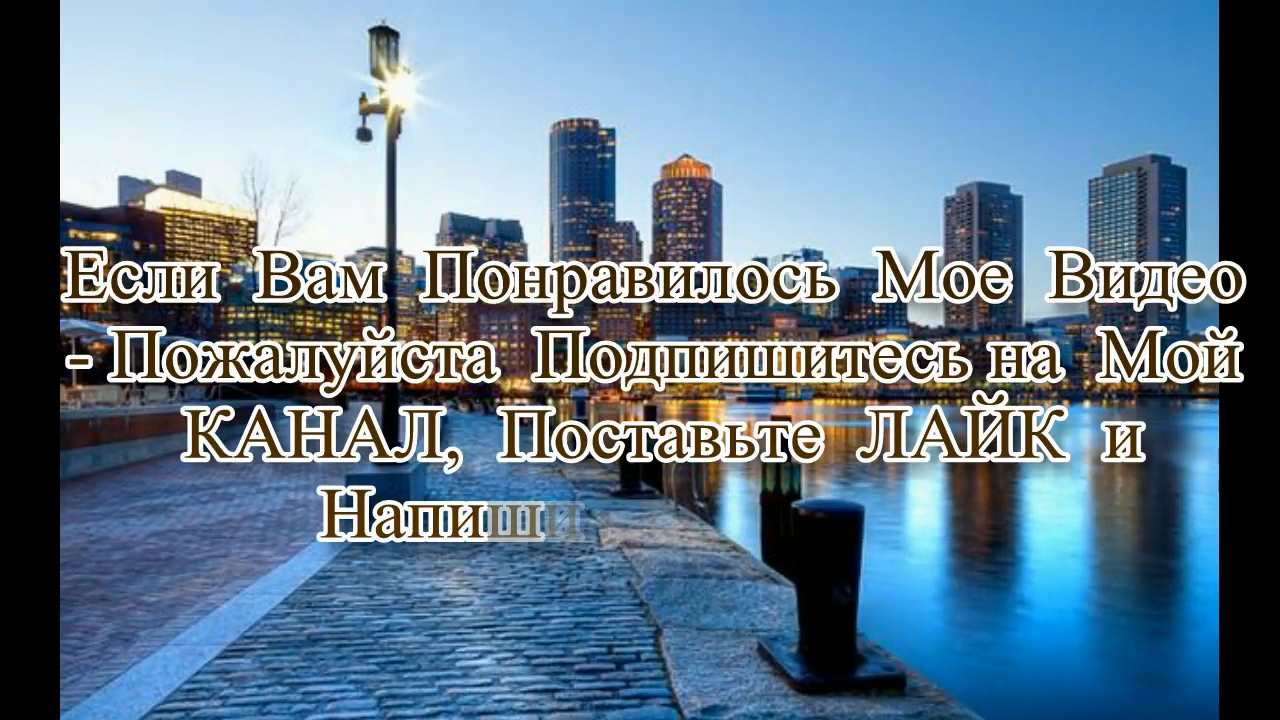 Если Вам Понравилось Мое Видео
- Пожалуйста Подпишитесь на Мой
КАНАЛ, Поставьте ЛАЙК и
Напиши